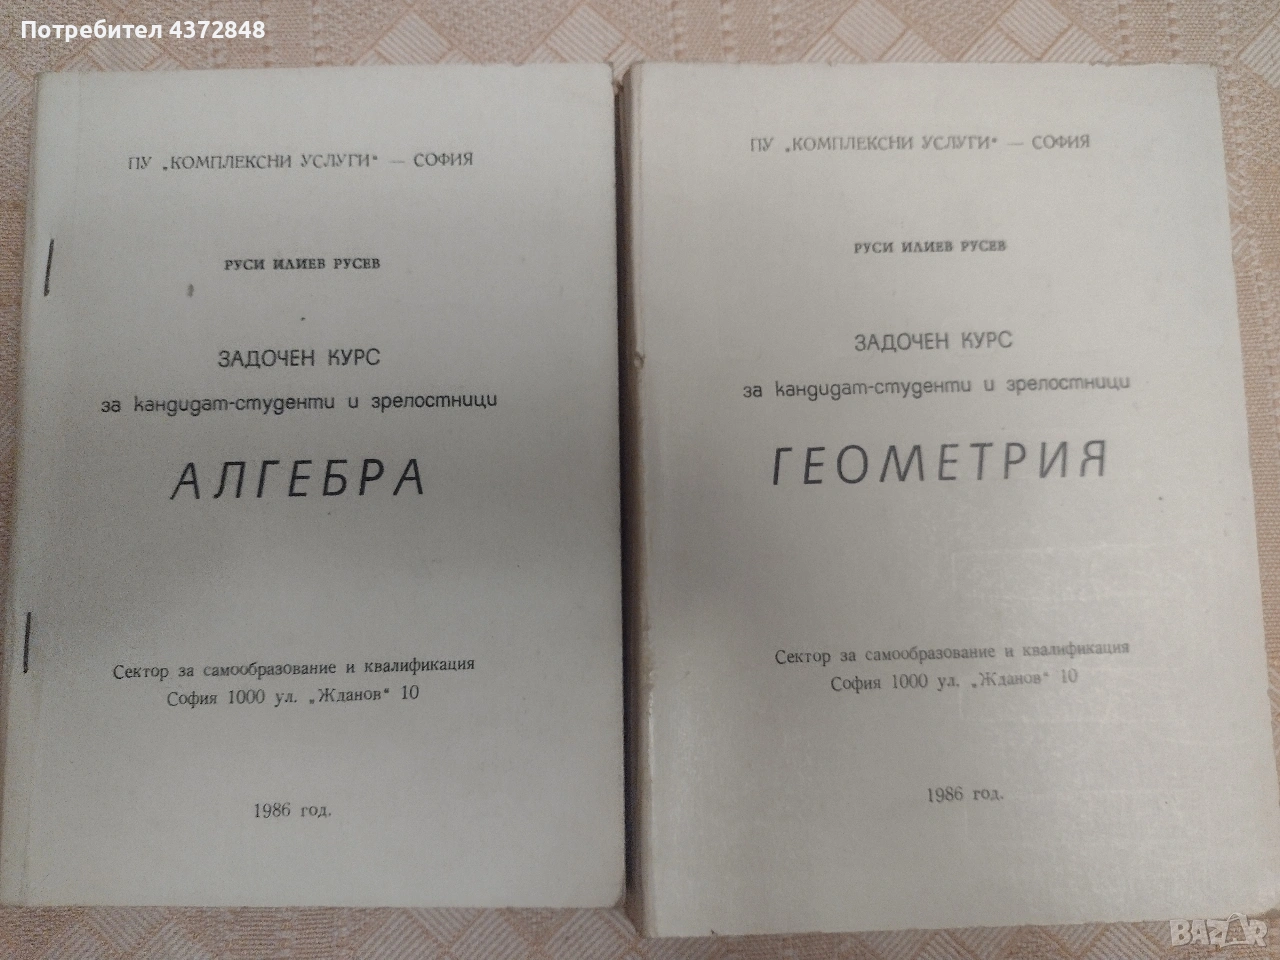 Потребител 4372848
ПУ „КОМПЛЕКСНИ УСЛУГИ“ — СОФИЯ
РУСИ ИЛИЕВ РУСЕВ
ЗАДОЧЕН КУРС
за кандидат-студенти и зрелостници
АЛГЕБРА
Сектор за самообразование и квалификация
София 1000 ул. „Жданов“ 10
1986 год.
ПУ „КОМПЛЕКСНИ УСЛУГИ“ — СОФИЯ
РУСИ ИЛИЕВ РУСЕВ
ЗАДОЧЕН КУРС
за кандидат-студенти и зрелостници
ГЕОМЕТРИЯ
Сектор за самообразование и квалификация
София 1000 ул. „Жданов“ 10
1986 год.
BAZAR